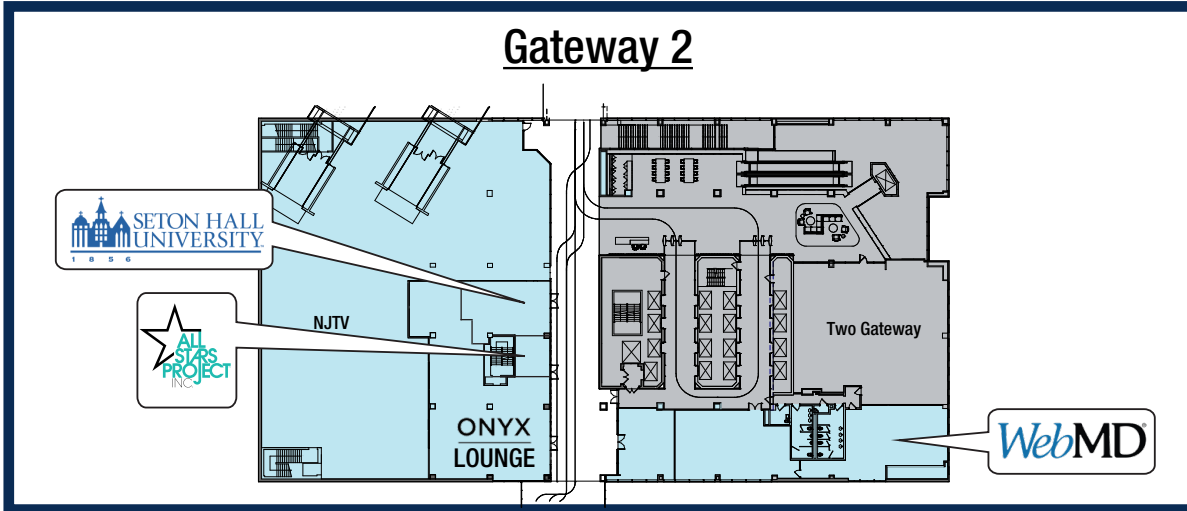 Gateway 2
SETON HALL
UNIVERSITY
1 8 5 6
NJTV
ALL
STARS
PROJECT
INC
Two Gateway
ONYX
LOUNGE
WebMD